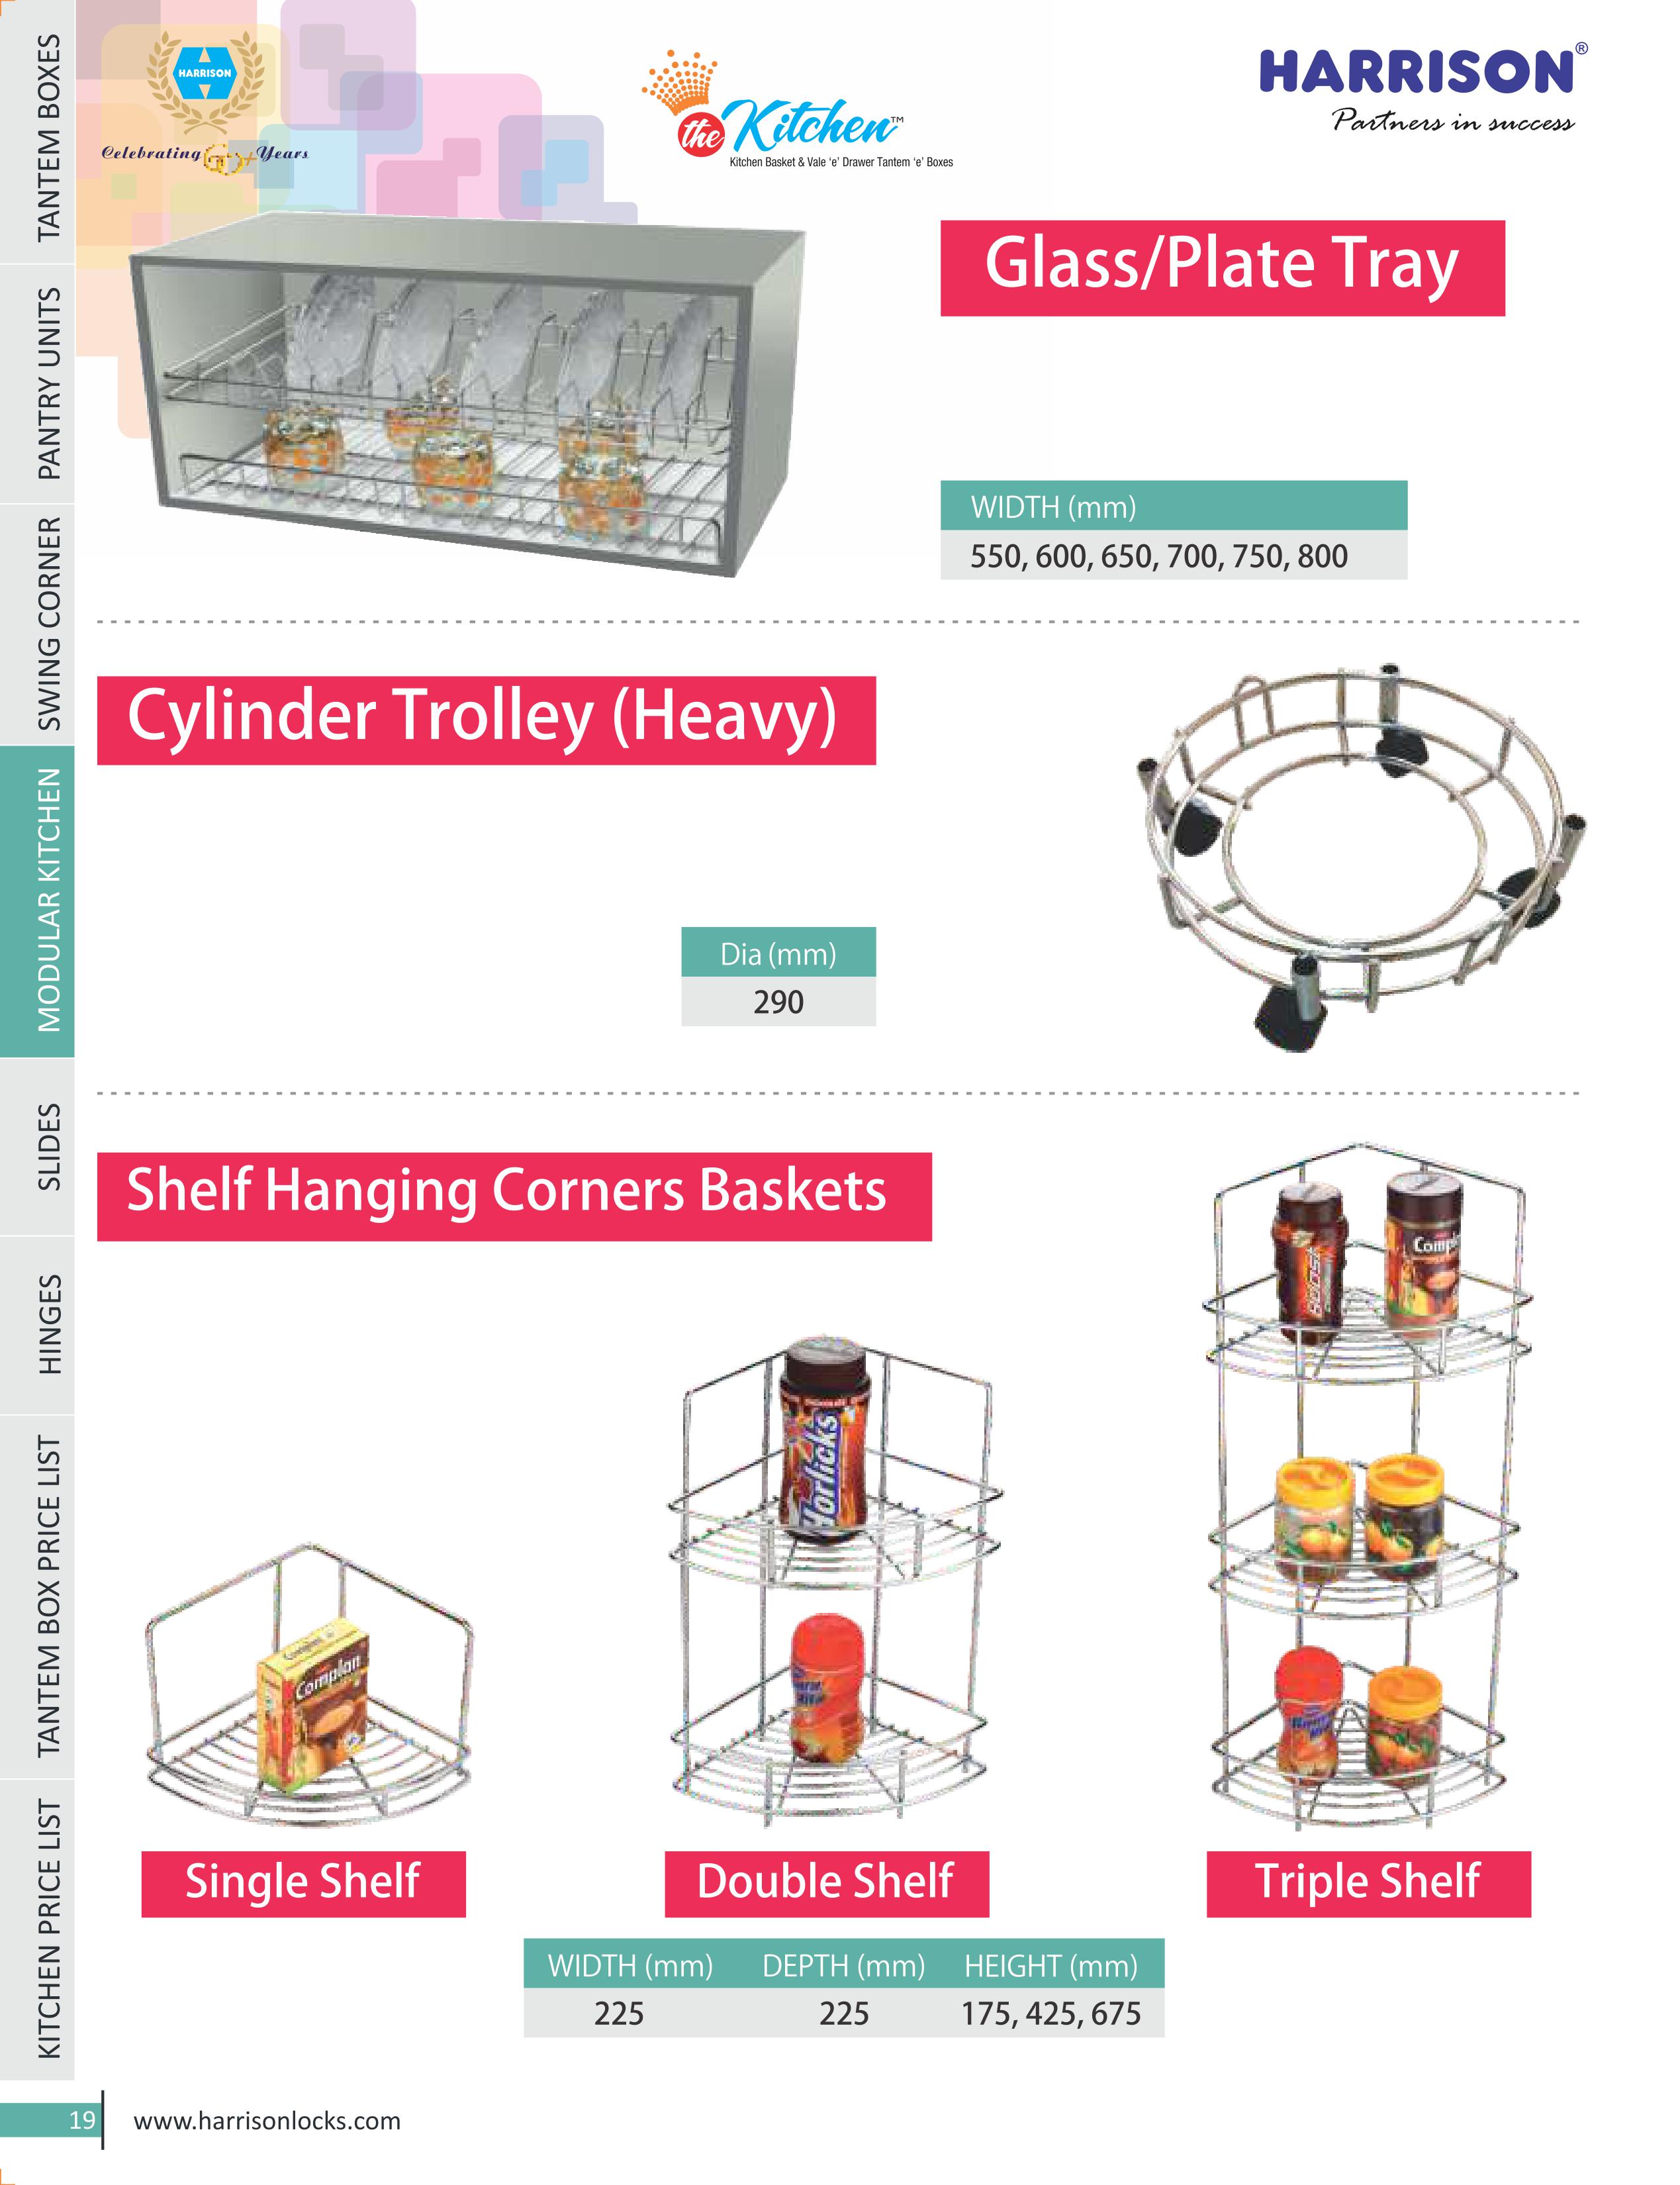 TANTEM BOXES
PANTRY UNITS
SWING CORNER
MODULAR KITCHEN
SLIDES
HINGES
TANTEM BOX PRICE LIST
KITCHEN PRICE LIST
HARRISON
Celebrating
+ Years
the Kitchen™
Kitchen Basket & Vale 'e' Drawer Tantem 'e' Boxes
HARRISON®
Partners in success
Glass/Plate Tray
WIDTH (mm)
550, 600, 650, 700, 750, 800
Cylinder Trolley (Heavy)
Dia (mm)
290
Shelf Hanging Corners Baskets
Boost
Compl
Horlicks
Complan
Complan
Single Shelf
Double Shelf
Triple Shelf
WIDTH (mm) DEPTH (mm) HEIGHT (mm)
225 225 175, 425, 675
19
www.harrisonlocks.com